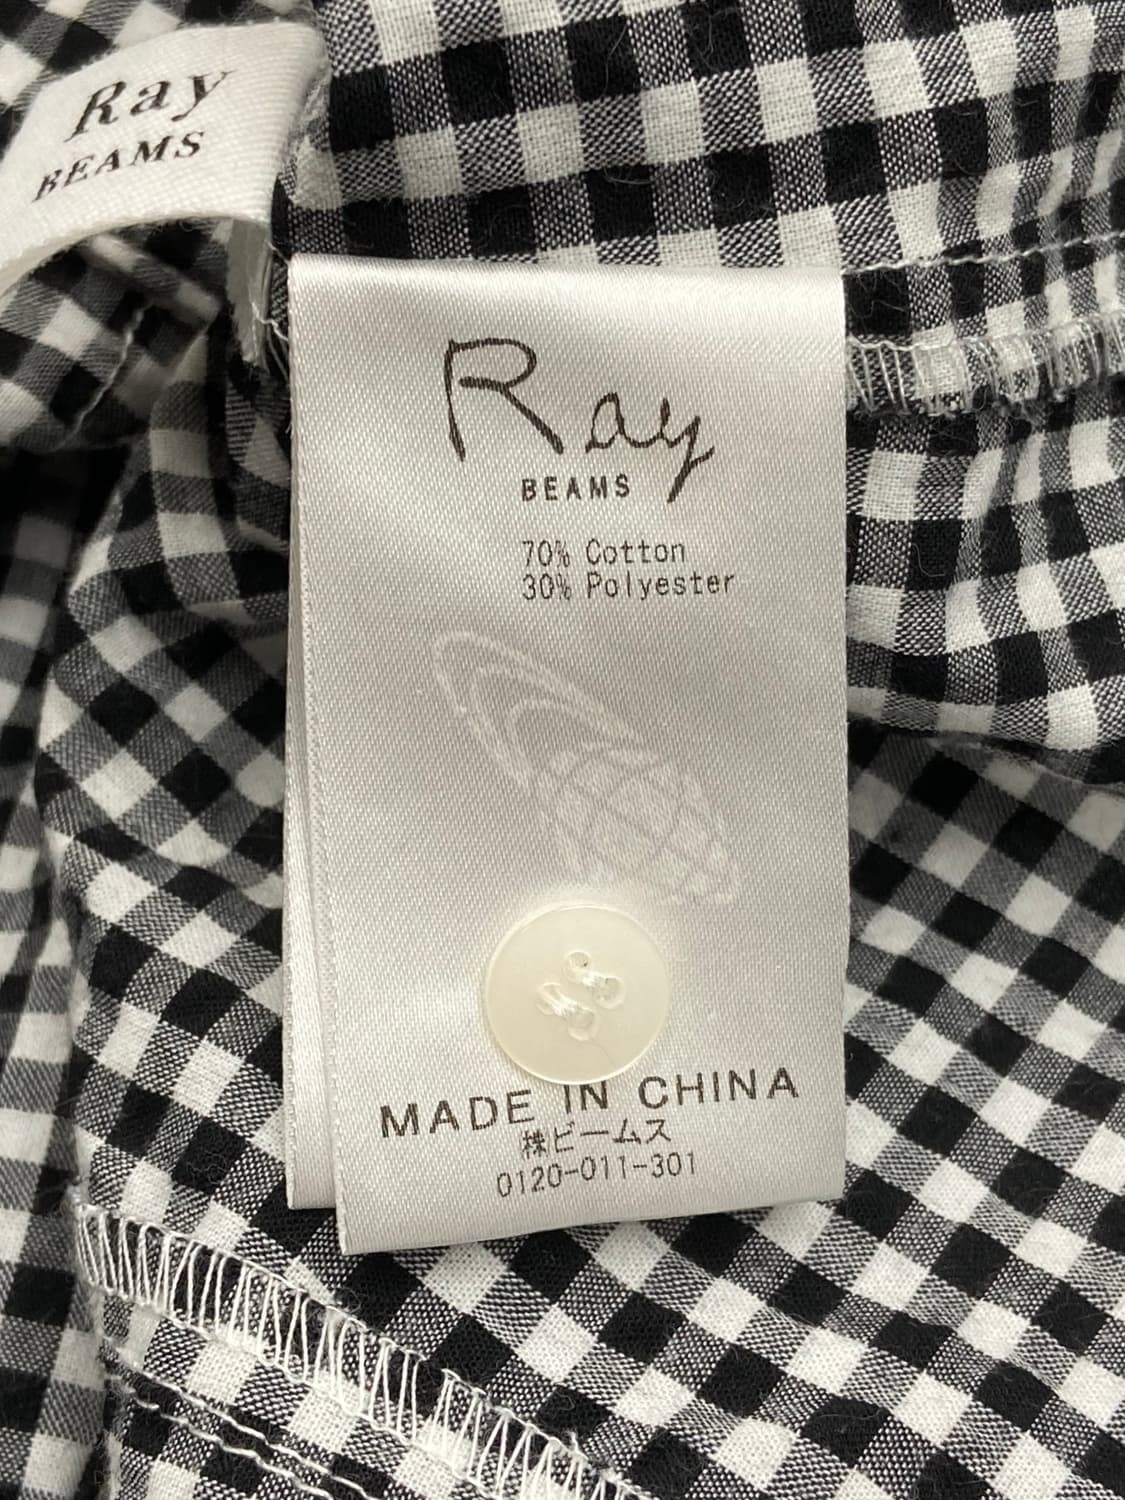 Ray
BEAMS
Ray
BEAMS
70% Cotton
30% Polyester
MADE IN CHINA
㈱ビームス
0120-011-301